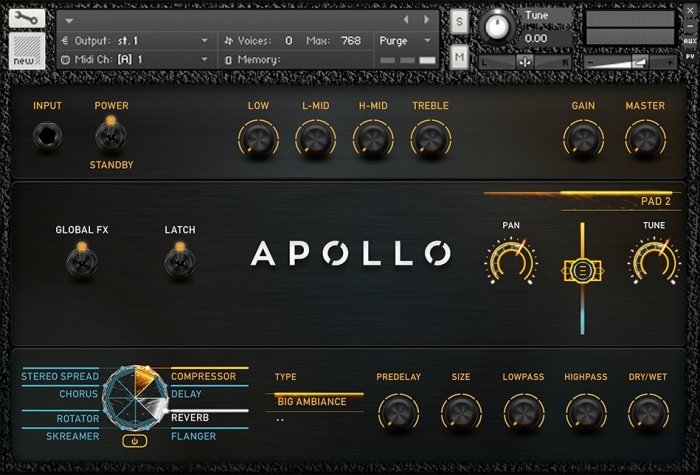 S
Tune
0.00
Output: st.1
Voices: 0 Max: 768
Purge
new
Midi Ch: [A] 1
Memory:
M
L
R
-
+
AUX
PV
INPUT
POWER
STANDBY
LOW
L-MID
H-MID
TREBLE
GAIN
MASTER
PAD 2
GLOBAL FX
LATCH
APOLLO
PAN
TUNE
STEREO SPREAD
COMPRESSOR
CHORUS
DELAY
ROTATOR
REVERB
SKREAMER
FLANGER
TYPE
BIG AMBIANCE
..
PREDELAY
SIZE
LOWPASS
HIGHPASS
DRY/WET